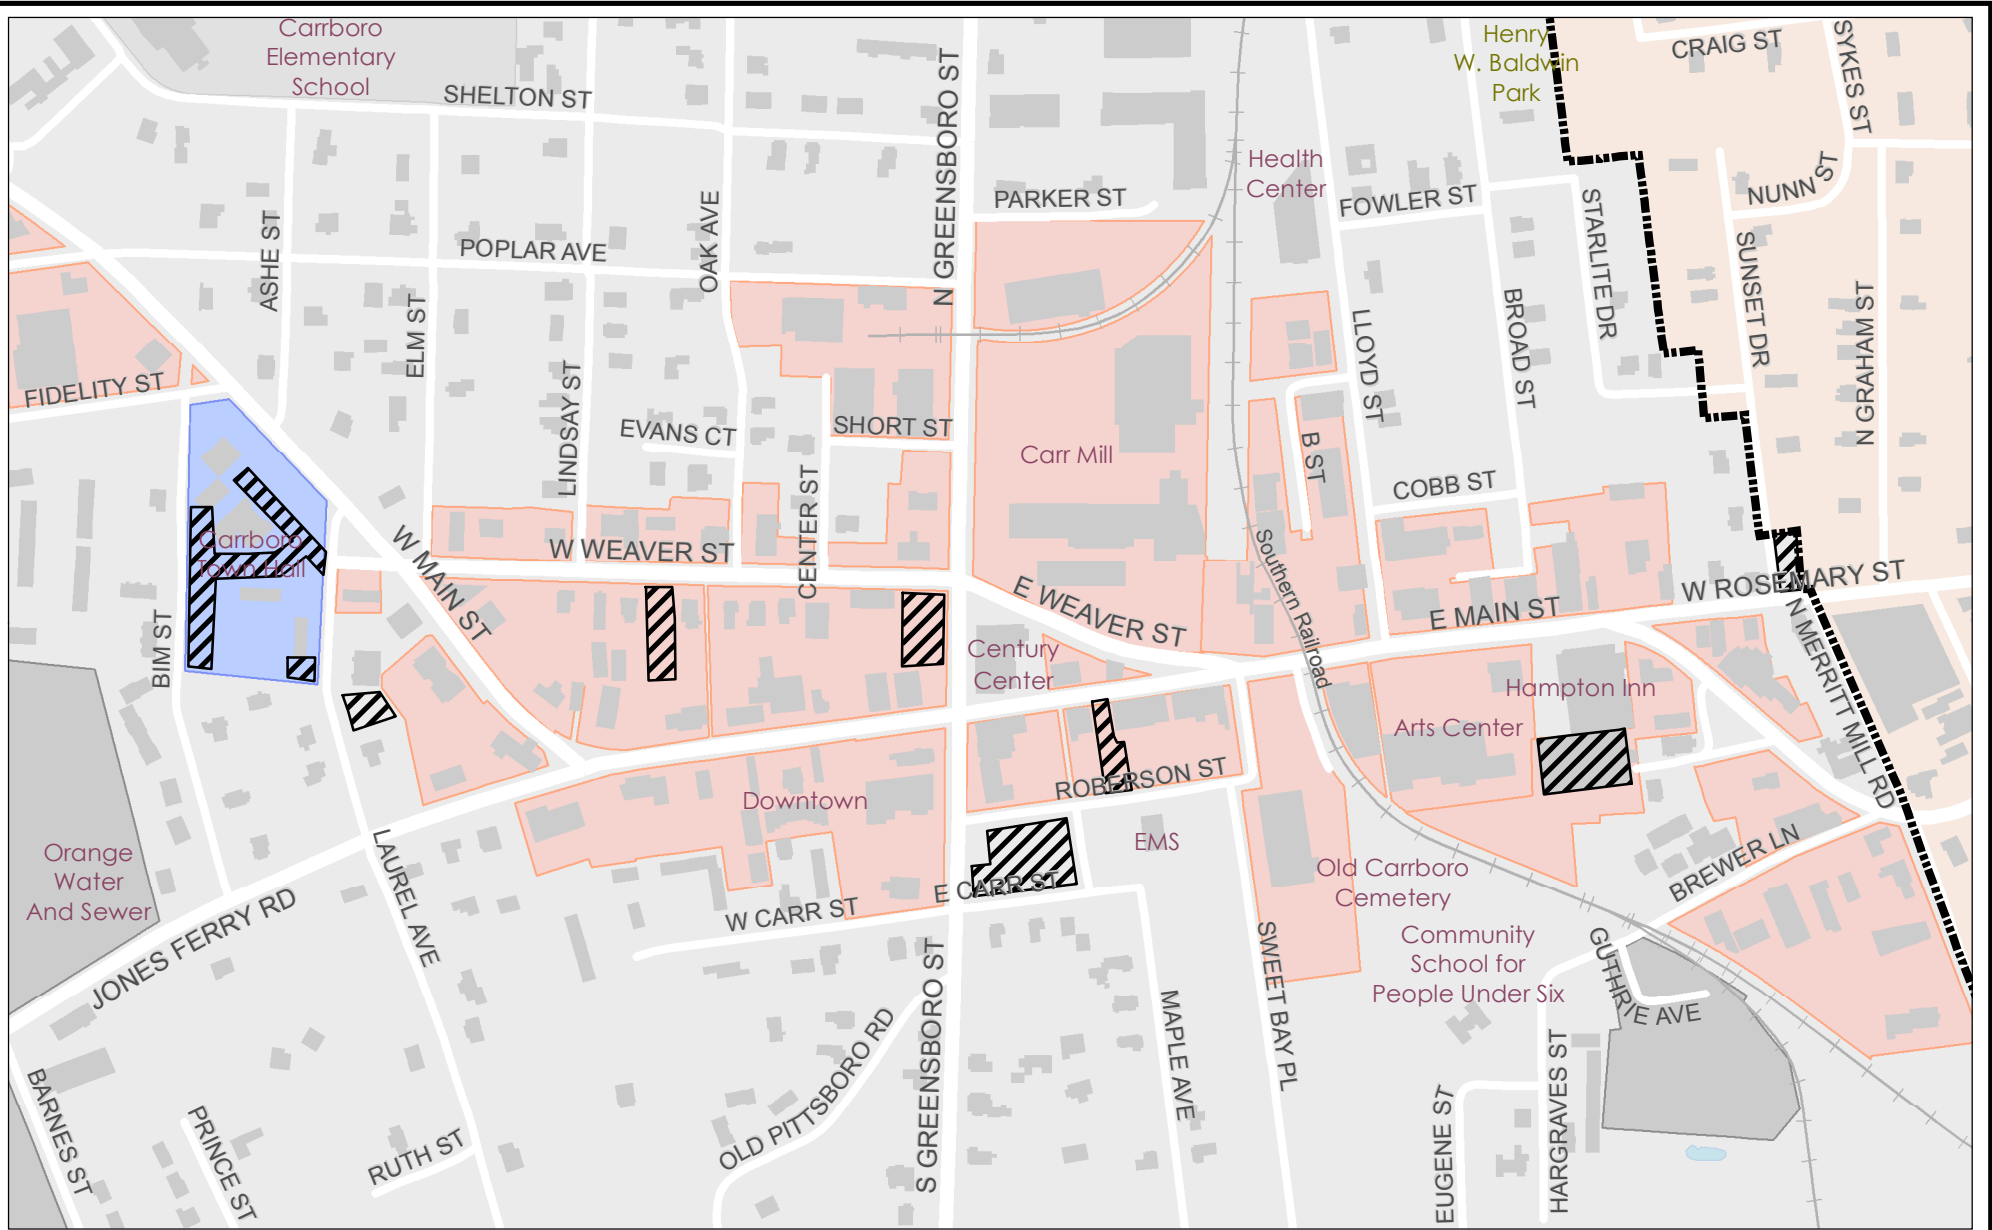 Carrboro
Elementary
School
SHELTON ST
N GREENSBORO ST
Henry
W. Baldwin
Park
CRAIG ST
SYKES ST
Health
Center
PARKER ST
FOWLER ST
NUNN ST
STARLITE DR
SUNSET DR
N GRAHAM ST
ASHE ST
POPLAR AVE
OAK AVE
ELM ST
LINDSAY ST
LLOYD ST
BROAD ST
FIDELITY ST
EVANS CT
SHORT ST
CENTER ST
Carr Mill
B ST
COBB ST
Carrboro
Town Hall
W MAIN ST
W WEAVER ST
E WEAVER ST
Southern Railroad
E MAIN ST
W ROSEMARY ST
N MERRITT MILL RD
BIM ST
Century
Center
Hampton Inn
Arts Center
Downtown
ROBERSON ST
EMS
Orange
Water
And Sewer
JONES FERRY RD
LAUREL AVE
W CARR ST
E CARR ST
Old Carrboro
Cemetery
BREWER LN
Community
School for
People Under Six
GUTHRIE AVE
SWEET BAY PL
MAPLE AVE
S GREENSBORO ST
OLD PITTSBORO RD
BARNES ST
PRINCE ST
RUTH ST
EUGENE ST
HARGRAVES ST